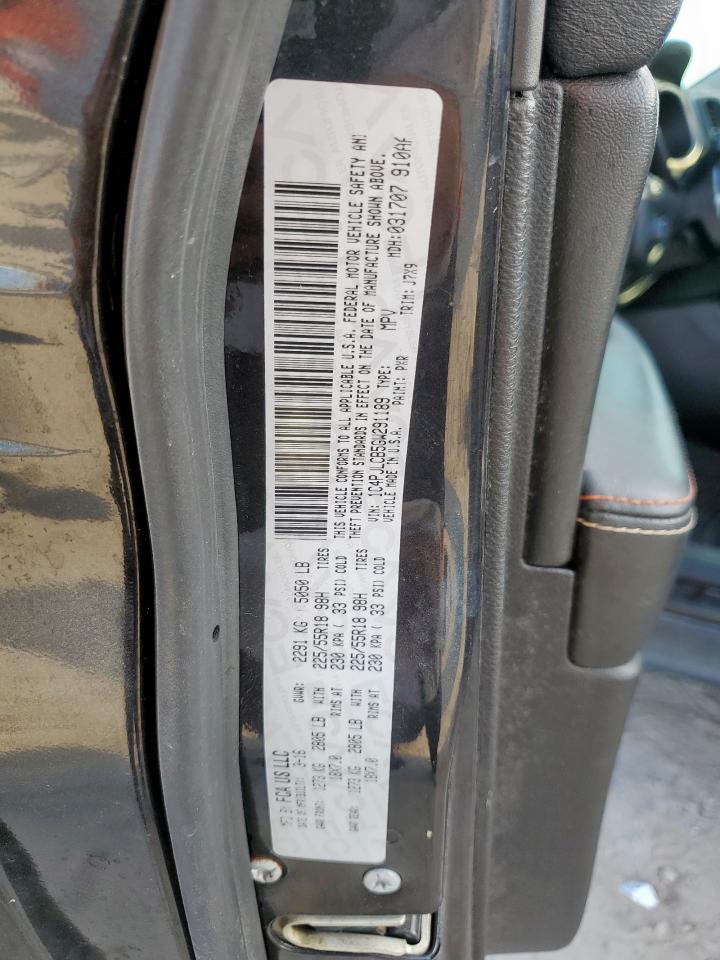 MFD BY FCA US LLC
DATE OF MFR: 3-16 GVWR: 2291 KG ( 5050 LB
GAWR FRONT: 1273 KG 2805 LB WITH 225/55R18 98H TIRES
18X7.0 RIMS AT 230 KPA ( 33 PSI) COLD
GAWR REAR: 1273 KG 2805 LB WITH 225/55R18 98H TIRES
18X7.0 RIMS AT 230 KPA ( 33 PSI) COLD
THIS VEHICLE CONFORMS TO ALL APPLICABLE U.S.A. FEDERAL MOTOR VEHICLE SAFETY AND
THEFT PREVENTION STANDARDS IN EFFECT ON THE DATE OF MANUFACTURE SHOWN ABOVE.
VIN: 1C4PJLCB5GW291189 TYPE: MPV MDH:031707 910AF
VEHICLE MADE IN U.S.A. PAINT: PXR TRIM: J7X9